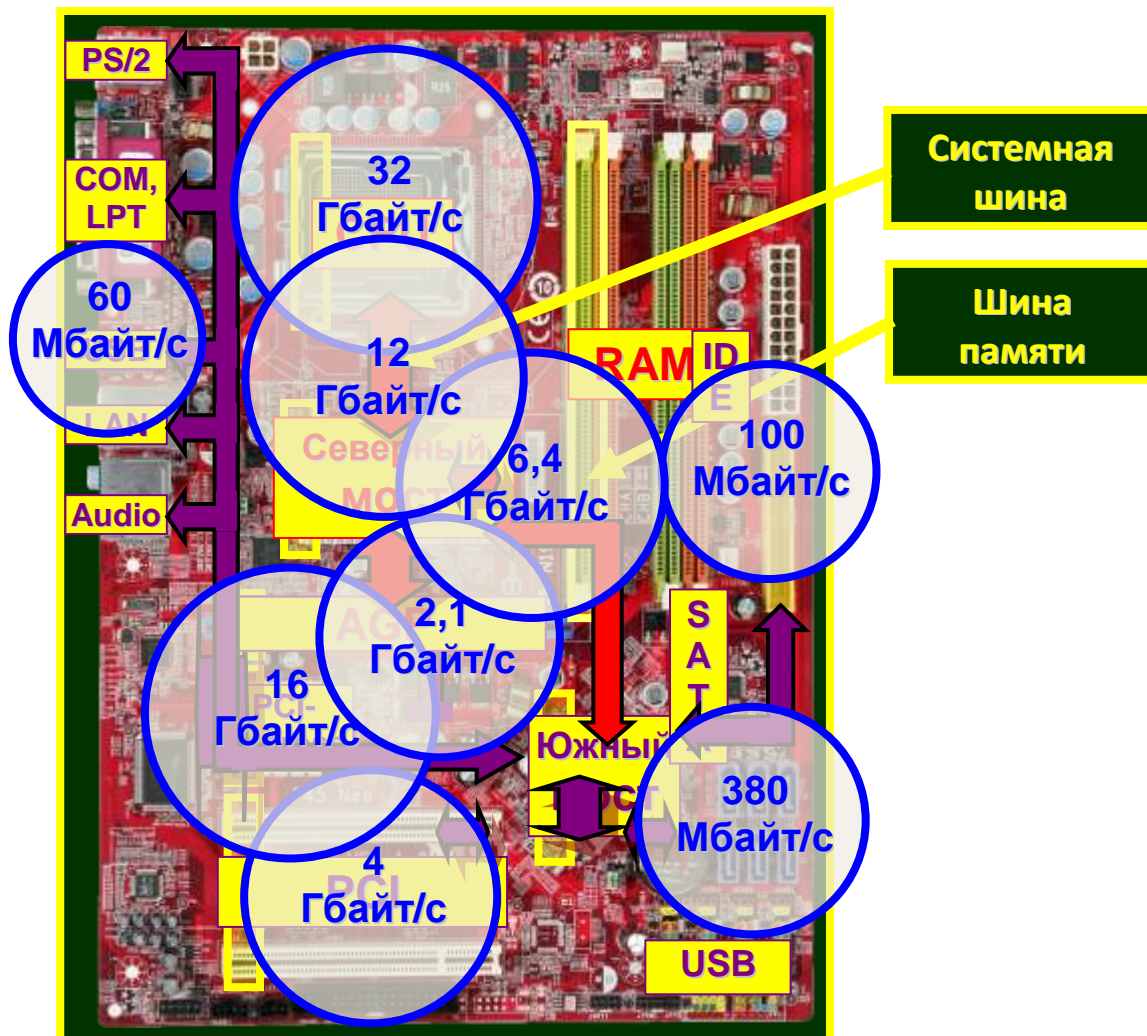 PS/2
COM,
LPT
60
Мбайт/с
LAN
Audio
32
Гбайт/с
12
Гбайт/с
Северный
мост
6,4
Гбайт/с
RAM
ID
E
100
Мбайт/с
Системная
шина
Шина
памяти
AGP
2,1
Гбайт/с
PCI-
16
Гбайт/с
S
A
T
Южный
мост
380
Мбайт/с
4
Гбайт/с
PCI
USB